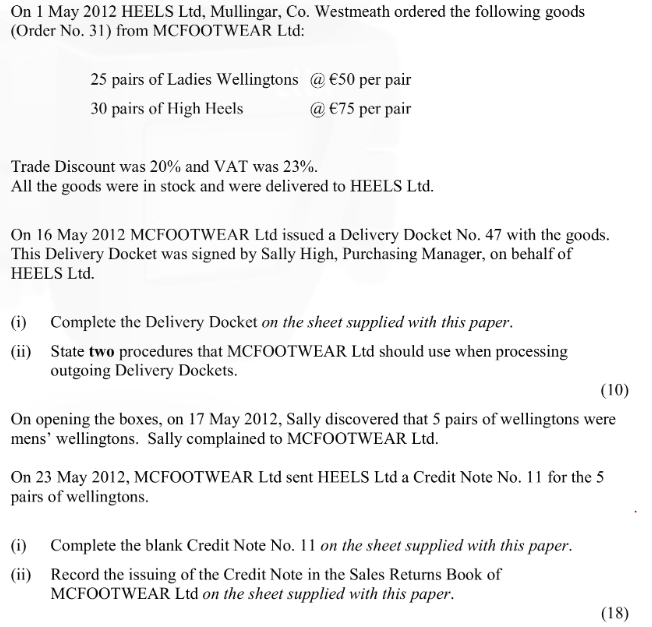 On 1 May 2012 HEELS Ltd, Mullingar, Co. Westmeath ordered the following goods
(Order No. 31) from MCFOOTWEAR Ltd:
25 pairs of Ladies Wellingtons @ €50 per pair
30 pairs of High Heels @ €75 per pair
Trade Discount was 20% and VAT was 23%.
All the goods were in stock and were delivered to HEELS Ltd.
On 16 May 2012 MCFOOTWEAR Ltd issued a Delivery Docket No. 47 with the goods.
This Delivery Docket was signed by Sally High, Purchasing Manager, on behalf of
HEELS Ltd.
(i) Complete the Delivery Docket on the sheet supplied with this paper.
(ii) State two procedures that MCFOOTWEAR Ltd should use when processing
outgoing Delivery Dockets.
(10)
On opening the boxes, on 17 May 2012, Sally discovered that 5 pairs of wellingtons were
mens' wellingtons. Sally complained to MCFOOTWEAR Ltd.
On 23 May 2012, MCFOOTWEAR Ltd sent HEELS Ltd a Credit Note No. 11 for the 5
pairs of wellingtons.
(i) Complete the blank Credit Note No. 11 on the sheet supplied with this paper.
(ii) Record the issuing of the Credit Note in the Sales Returns Book of
MCFOOTWEAR Ltd on the sheet supplied with this paper.
(18)